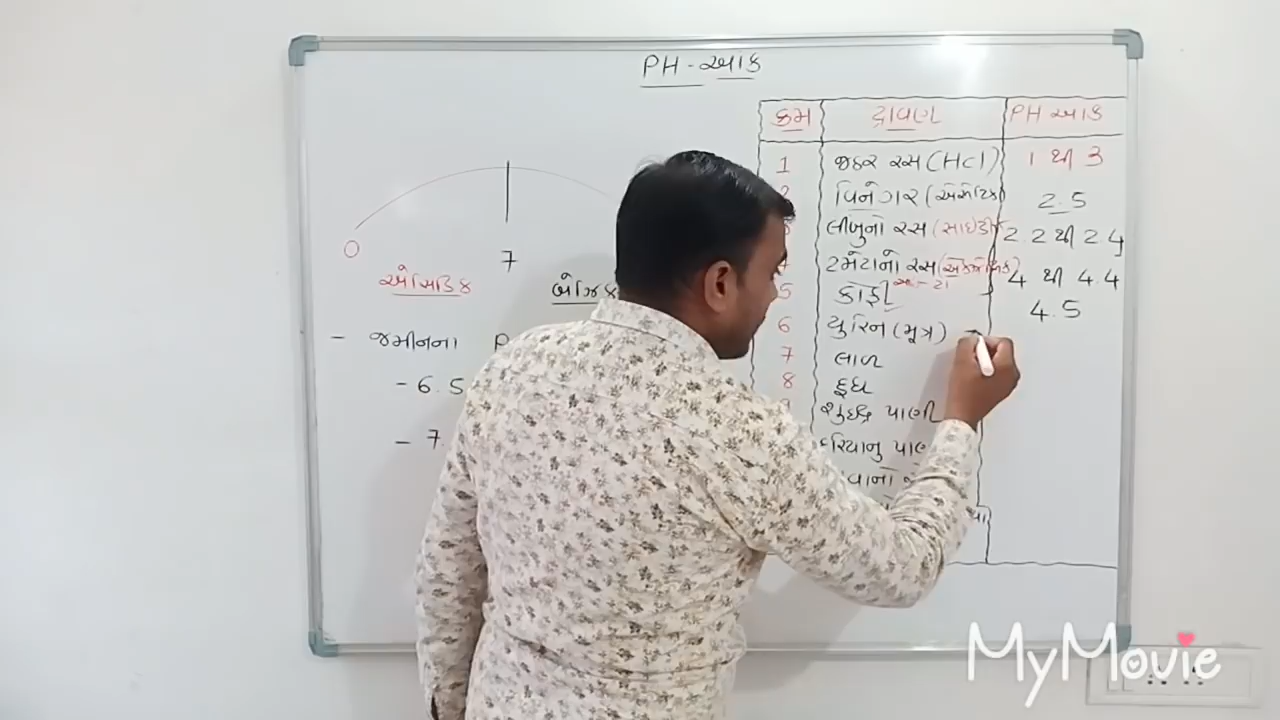 PH - આંક
ક્રમ દ્રાવણ PH આંક
1 જઠર રસ (HCl) 1 થી 3
વિનેગર (એસેટિક) 2.5
લીંબુનો રસ (સાઇટ્રીક 2.2 થી 2.4
ટમેટાનો રસ 4 થી 4.4
5 કોફી 4.5
6 યુરિન (મૂત્ર)
7 લાળ
8 દૂધ
શુધ્ધ પાણી
દરિયાનુ
0
7
એસિડિક
બેઝિક
- જમીનના P
- 6.5
- 7.
MyMovie